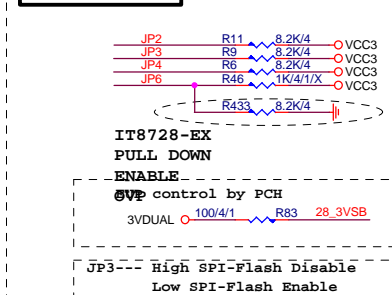 JP2 R11 8.2K/4 VCC3
JP3 R9 8.2K/4 VCC3
JP4 R6 8.2K/4 VCC3
JP6 R46 1K/4/1/X VCC3
R433 8.2K/4
IT8728-EX
PULL DOWN
ENABLE
control by PCH
3VDUAL 100/4/1 R83 28_3VSB
JP3--- High SPI-Flash Disable
Low SPI-Flash Enable